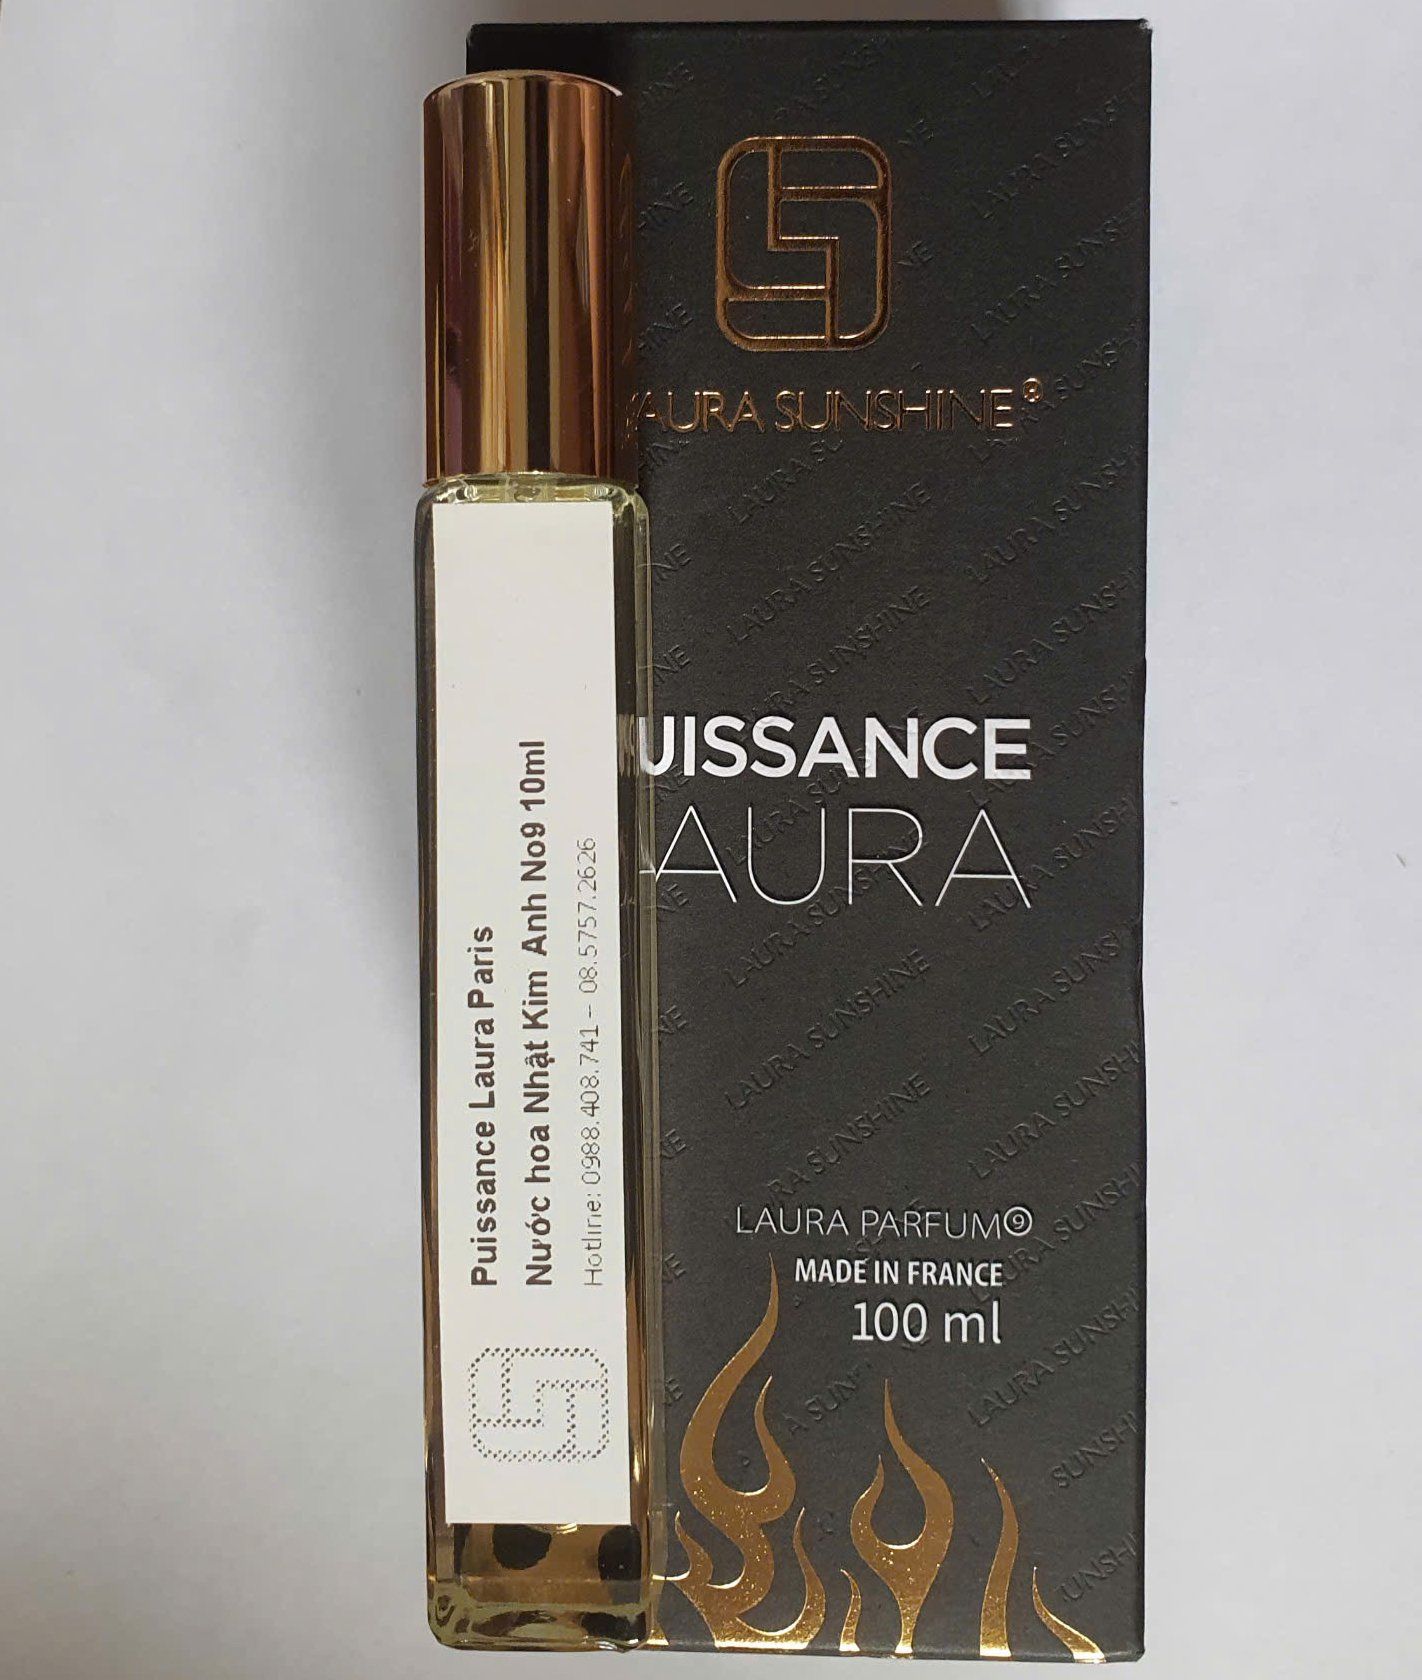 LAURA SUNSHINE®
UISSANCE
AURA
LAURA PARFUM⑨
MADE IN FRANCE
100 ml
Puissance Laura Paris
Nước hoa Nhật Kim Anh No9 10ml
Hotline: 0988.408.741 – 08.5757.2626